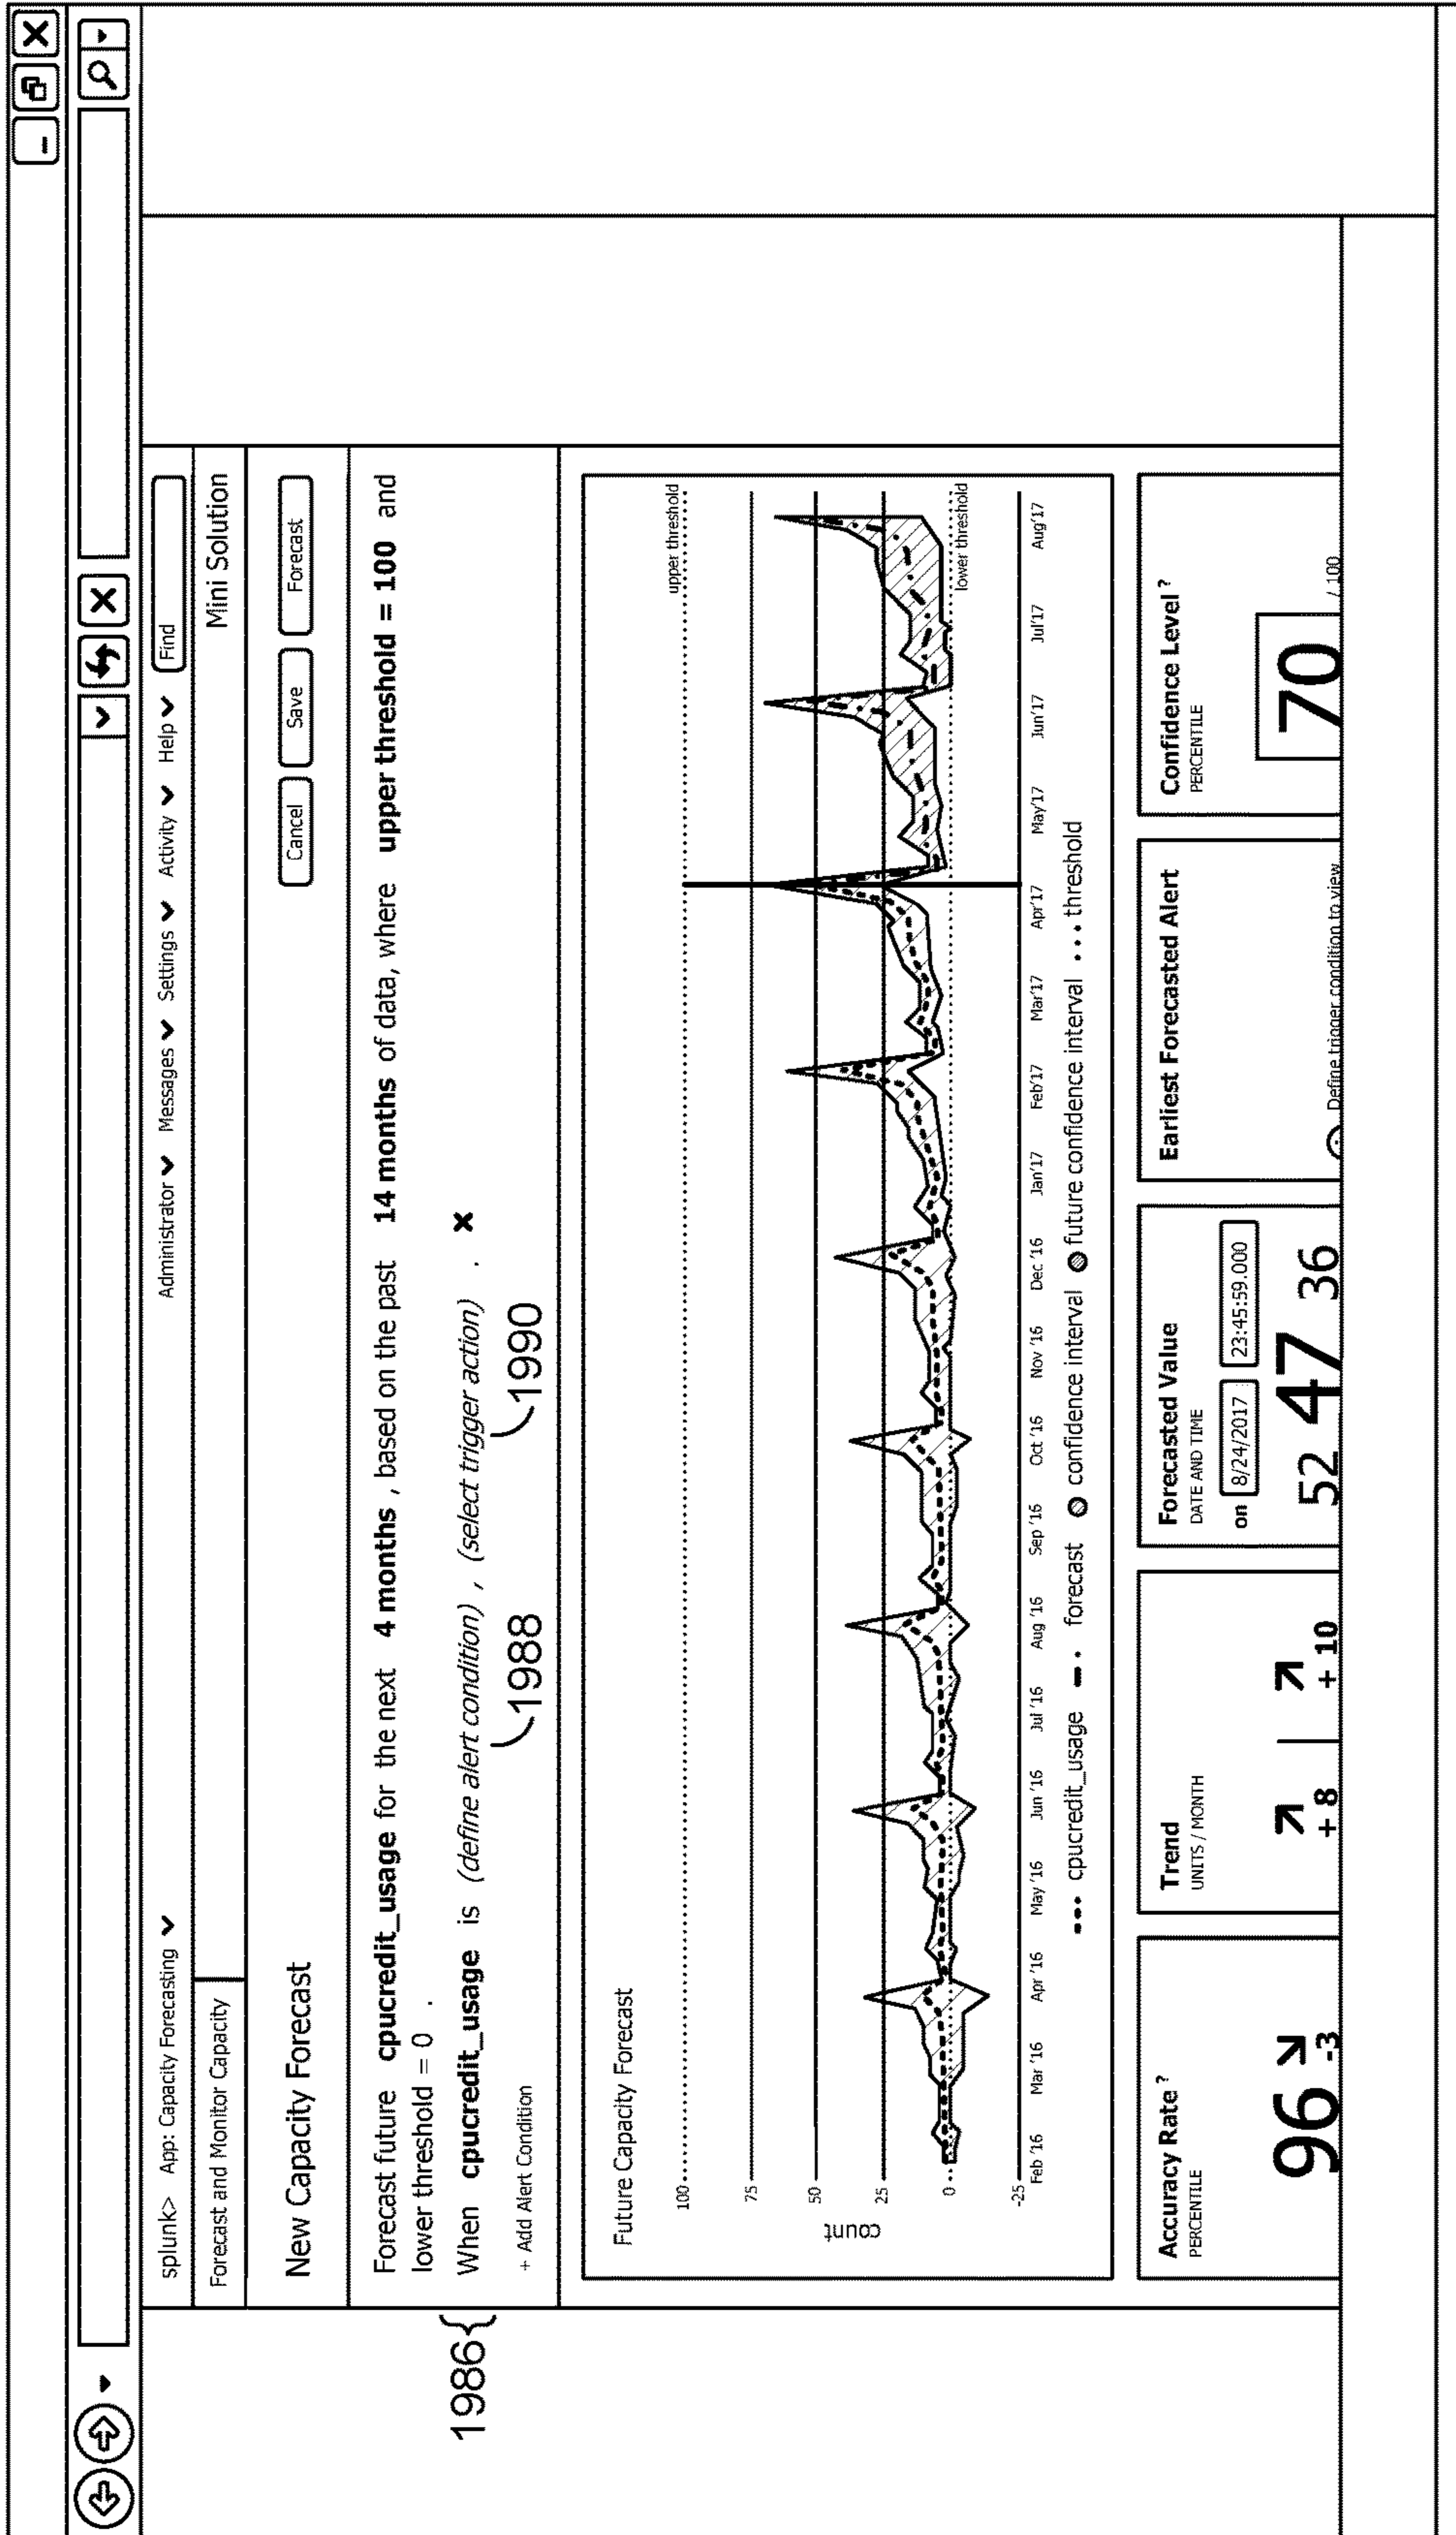 splunk> App: Capacity Forecasting Administrator Messages Settings Activity Help Find
Forecast and Monitor Capacity Mini Solution
New Capacity Forecast Cancel Save Forecast
Forecast future cpucredit_usage for the next 4 months , based on the past 14 months of data, where upper threshold = 100 and
lower threshold = 0 .
1986 When cpucredit_usage is (define alert condition) , (select trigger action) . x
+ Add Alert Condition 1988 1990
Future Capacity Forecast
upper threshold
100
75
50
25
0
-25
count
lower threshold
Feb '16 Mar '16 Apr '16 May '16 Jun '16 Jul '16 Aug '16 Sep '16 Oct '16 Nov '16 Dec '16 Jan'17 Feb'17 Mar'17 Apr'17 May'17 Jun'17 Jul'17 Aug'17
cpucredit_usage forecast confidence interval future confidence interval threshold
Accuracy Rate ?
PERCENTILE
96 -3
Trend
UNITS / MONTH
+ 8 + 10
Forecasted Value
DATE AND TIME
on 8/24/2017 23:45:59.000
52 47 36
Earliest Forecasted Alert
Define trigger condition to view
Confidence Level ?
PERCENTILE
70 / 100